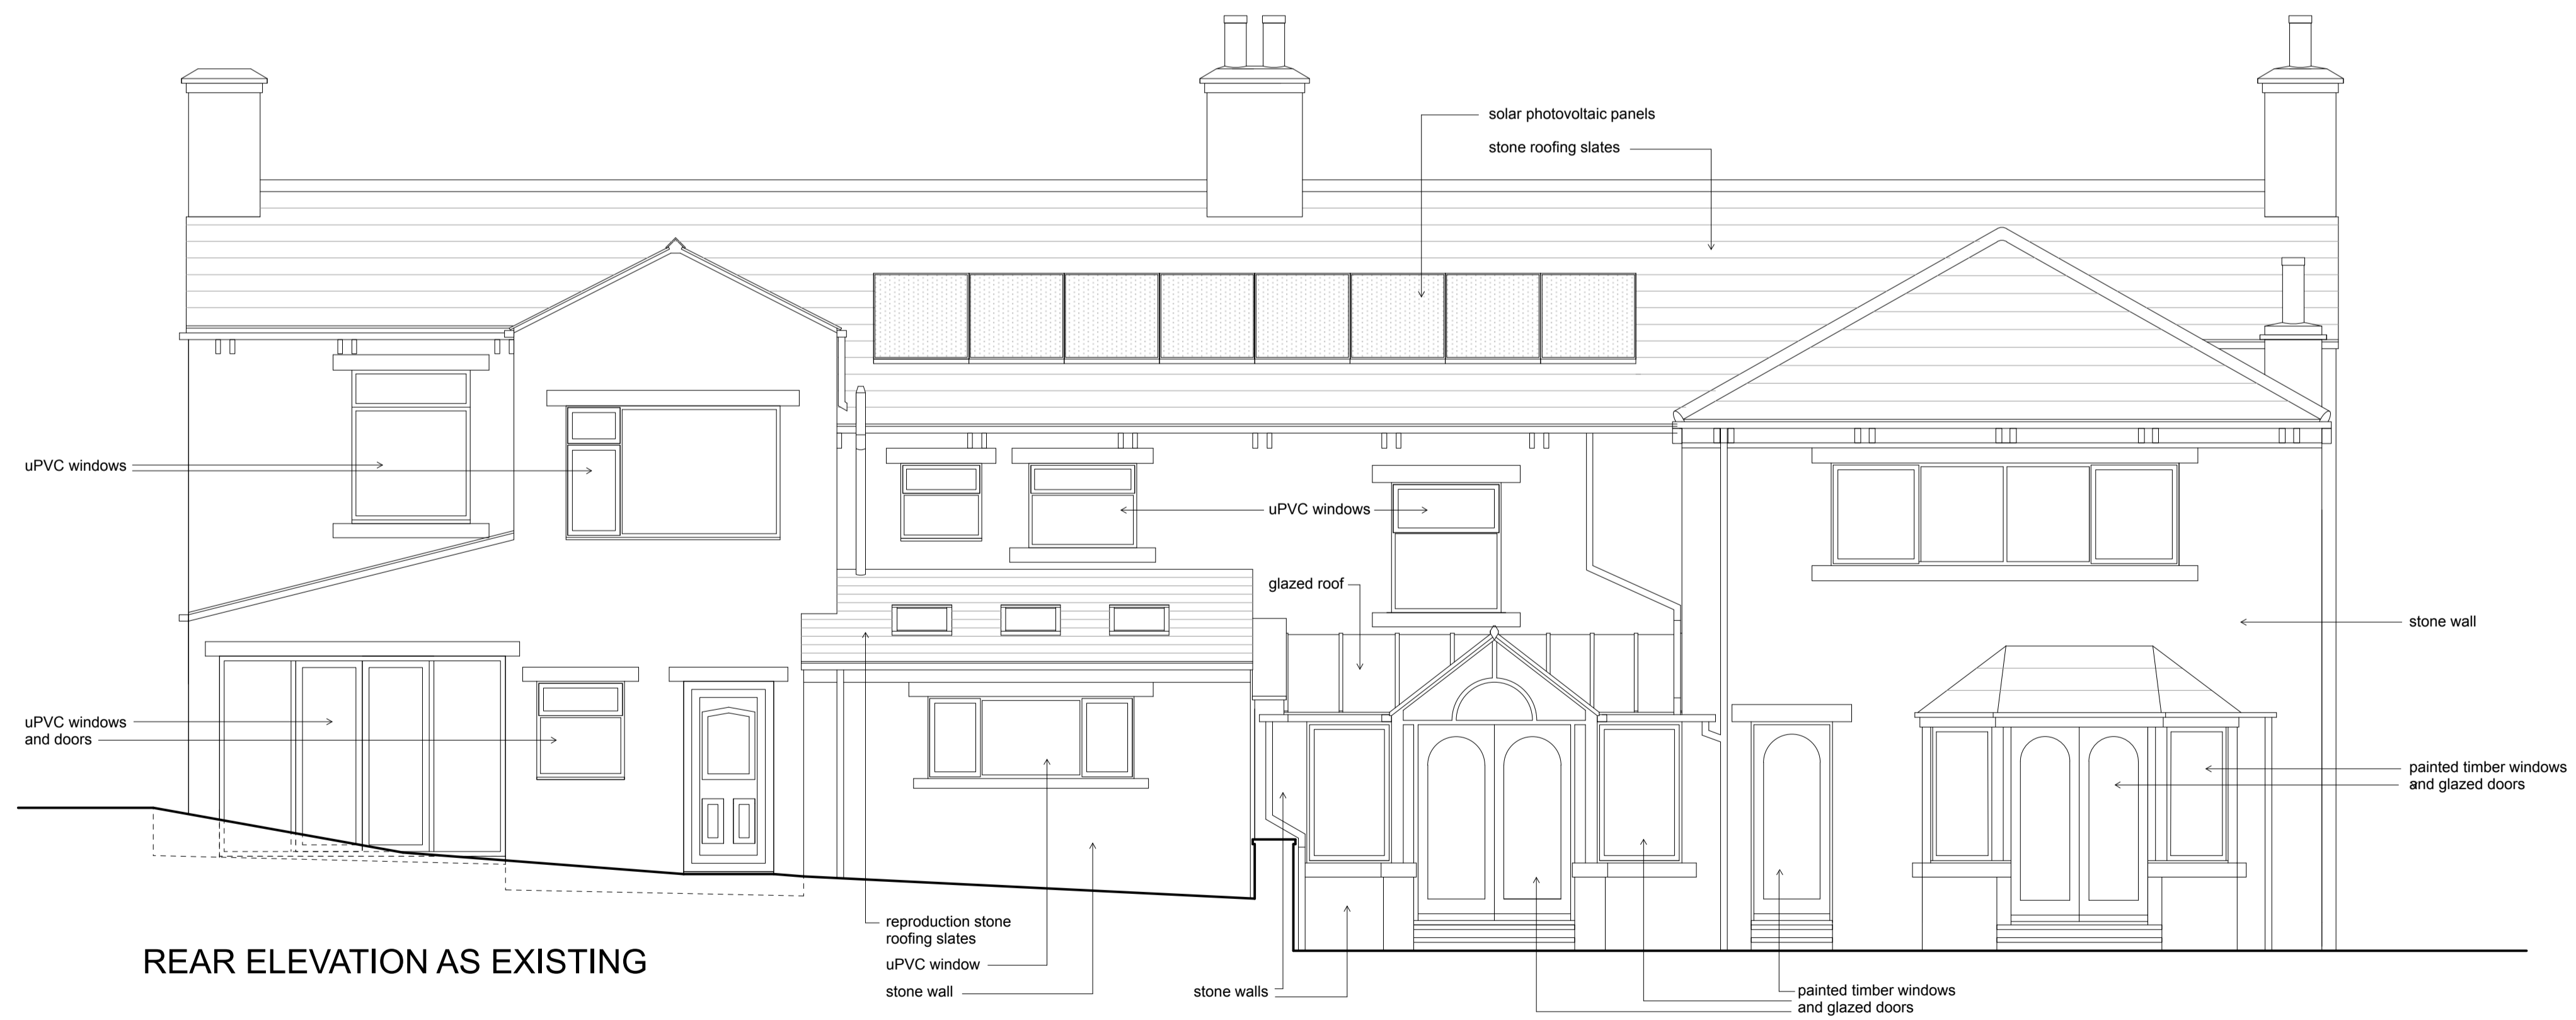 solar photovoltaic panels
stone roofing slates
uPVC windows
uPVC windows
glazed roof
stone wall
uPVC windows
and doors
painted timber windows
and glazed doors
reproduction stone
roofing slates
uPVC window
stone wall
stone walls
painted timber windows
and glazed doors
REAR ELEVATION AS EXISTING